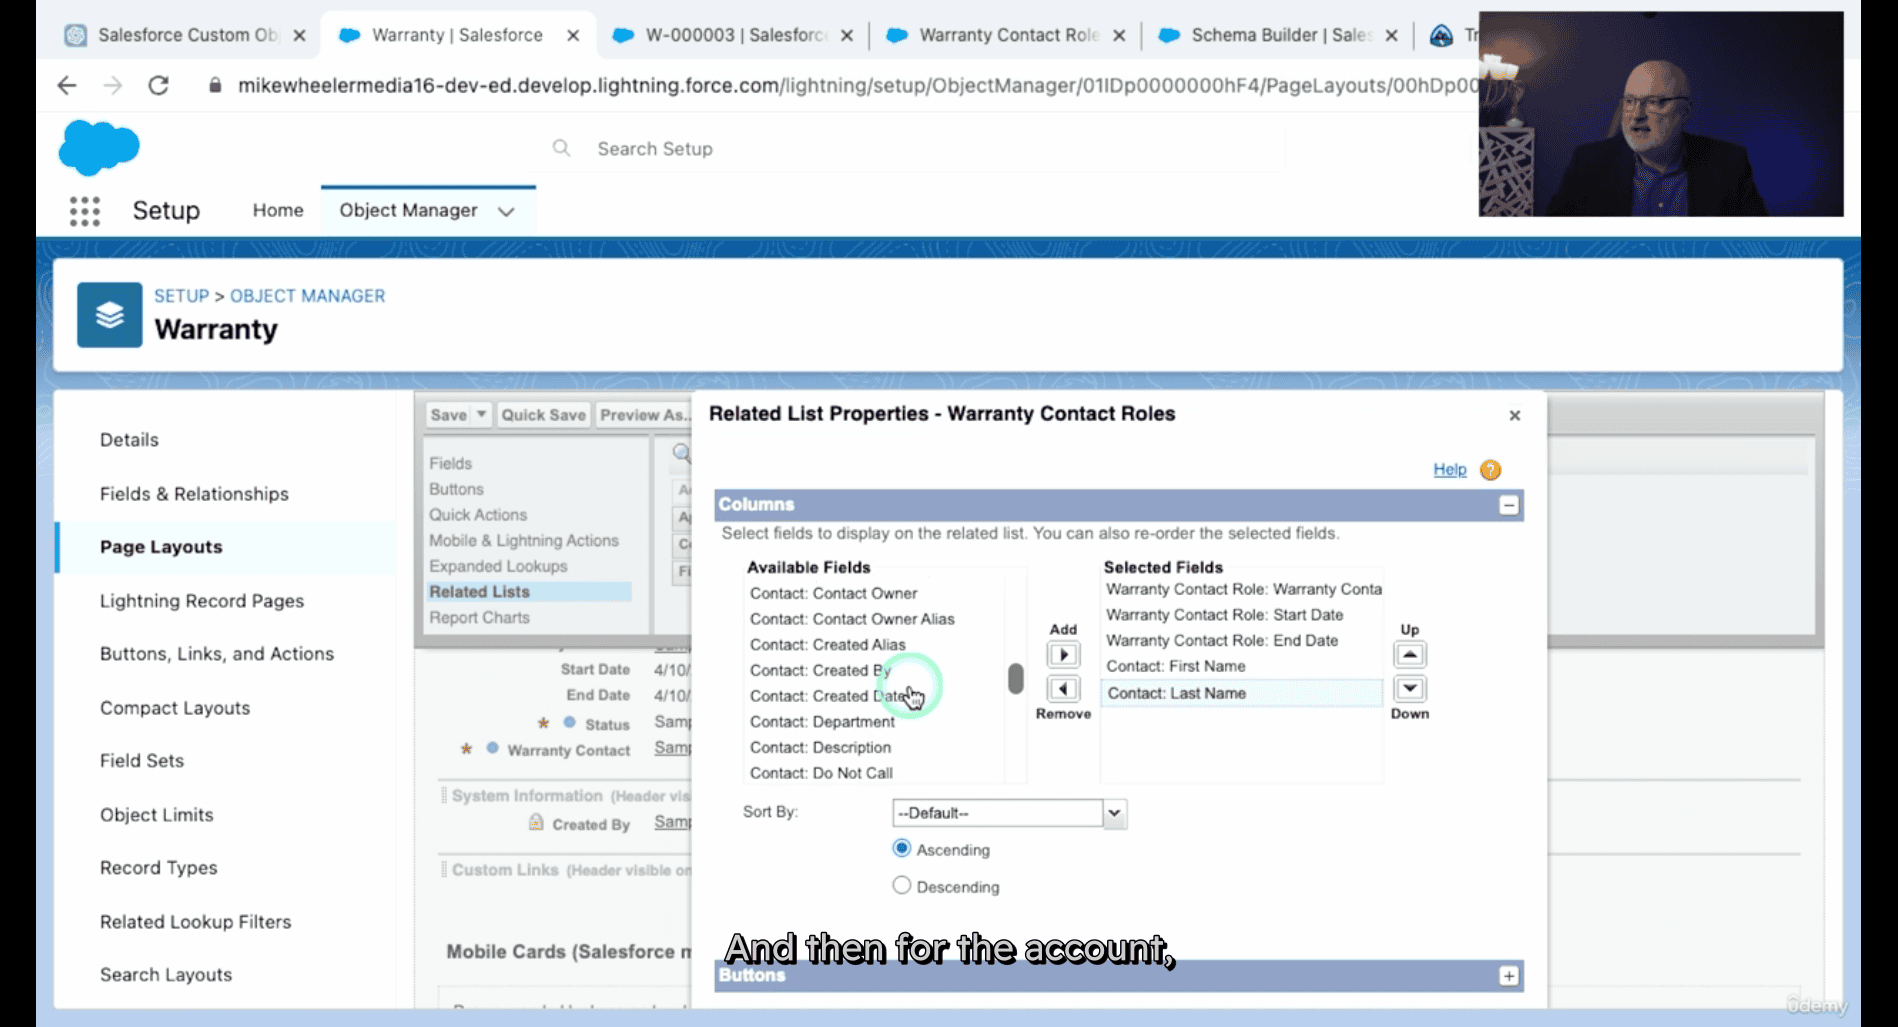 Salesforce Custom Ob
Warranty | Salesforce
W-000003 | Salesforc
Warranty Contact Role
Schema Builder | Sales
Tr
mikewheelermedia16-dev-ed.develop.lightning.force.com/lightning/setup/ObjectManager/01IDp0000000hF4/PageLayouts/00hDp00
Search Setup
Setup
Home
Object Manager
SETUP > OBJECT MANAGER
Warranty
Details
Fields & Relationships
Page Layouts
Lightning Record Pages
Buttons, Links, and Actions
Compact Layouts
Field Sets
Object Limits
Record Types
Related Lookup Filters
Search Layouts
Save
Quick Save
Preview As...
Fields
Buttons
Quick Actions
Mobile & Lightning Actions
Expanded Lookups
Related Lists
Report Charts
Start Date 4/10/
End Date 4/10/
* Status Samp
* Warranty Contact Samp
System Information (Header vis
Created By Samp
Custom Links (Header visible on
Mobile Cards (Salesforce m
Related List Properties - Warranty Contact Roles
Help ?
Columns
Select fields to display on the related list. You can also re-order the selected fields.
Available Fields
Contact: Contact Owner
Contact: Contact Owner Alias
Contact: Created Alias
Contact: Created By
Contact: Created Date
Contact: Department
Contact: Description
Contact: Do Not Call
Add
Remove
Selected Fields
Warranty Contact Role: Warranty Conta
Warranty Contact Role: Start Date
Warranty Contact Role: End Date
Contact: First Name
Contact: Last Name
Up
Down
Sort By:
--Default--
Ascending
Descending
And then for the account,
Buttons
ûdemy